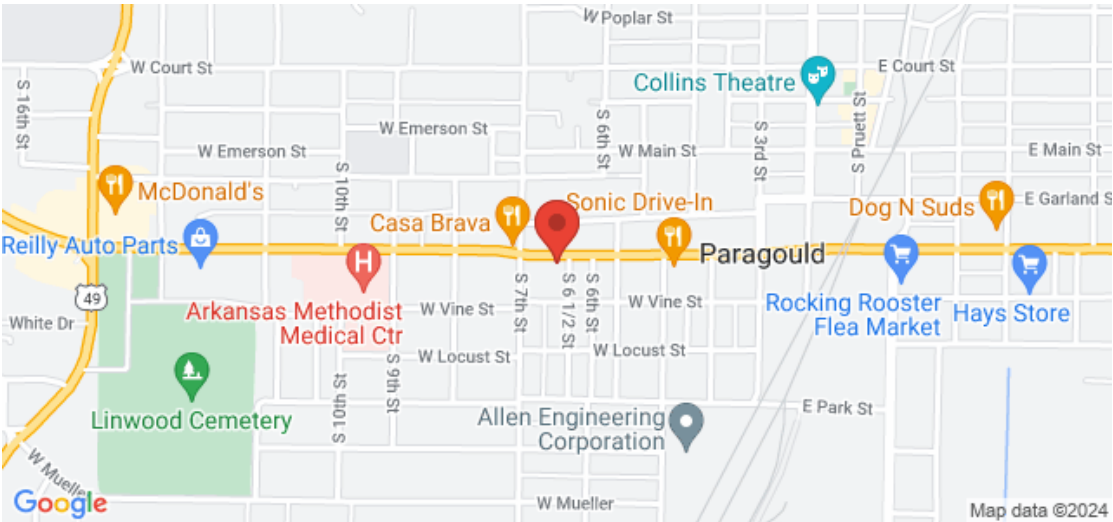 W Poplar St
W Court St
E Court St
Collins Theatre
S 16th St
W Emerson St
S 6th St
S 3rd St
S Pruett St
W Emerson St
W Main St
E Main St
S 10th St
McDonald's
Sonic Drive-In
E Garland S
Casa Brava
Dog N Suds
Reilly Auto Parts
Paragould
49
S 7th St
S 6 1/2 St
S 6th St
Arkansas Methodist
Medical Ctr
W Vine St
W Vine St
Rocking Rooster
Flea Market
Hays Store
White Dr
W Locust St
W Locust St
S 9th St
S 10th St
Linwood Cemetery
Allen Engineering
Corporation
E Park St
W Mueller
W Mueller
Google
Map data ©2024